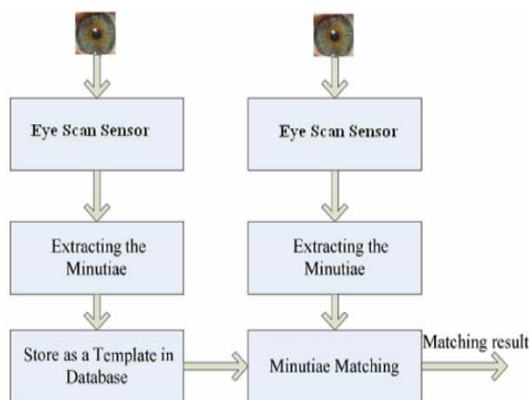 Eye Scan Sensor
Eye Scan Sensor
Extracting the
Minutiae
Extracting the
Minutiae
Store as a Template in
Database
Minutiae Matching
Matching result